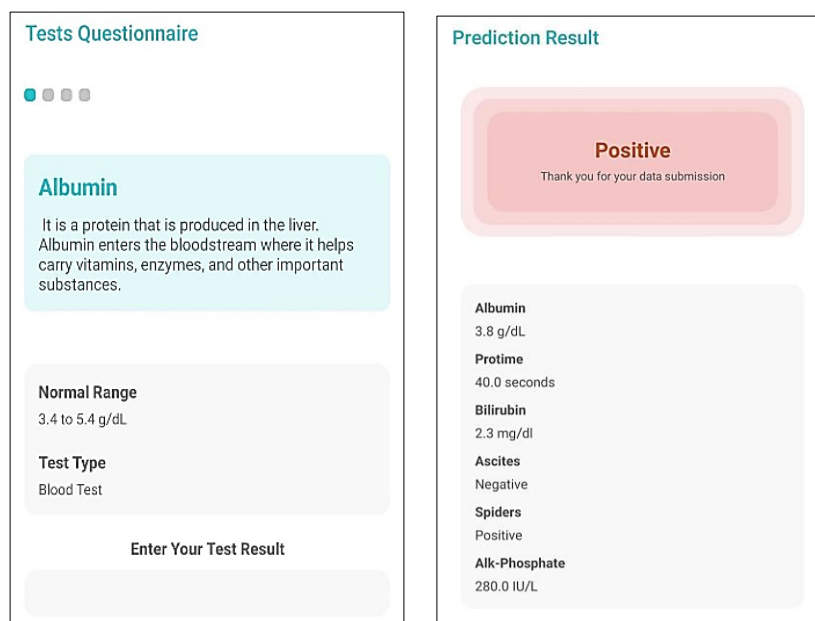 Tests Questionnaire
Albumin
It is a protein that is produced in the liver.
Albumin enters the bloodstream where it helps
carry vitamins, enzymes, and other important
substances.
Normal Range
3.4 to 5.4 g/dL
Test Type
Blood Test
Enter Your Test Result
Prediction Result
Positive
Thank you for your data submission
Albumin
3.8 g/dL
Protime
40.0 seconds
Bilirubin
2.3 mg/dl
Ascites
Negative
Spiders
Positive
Alk-Phosphate
280.0 IU/L